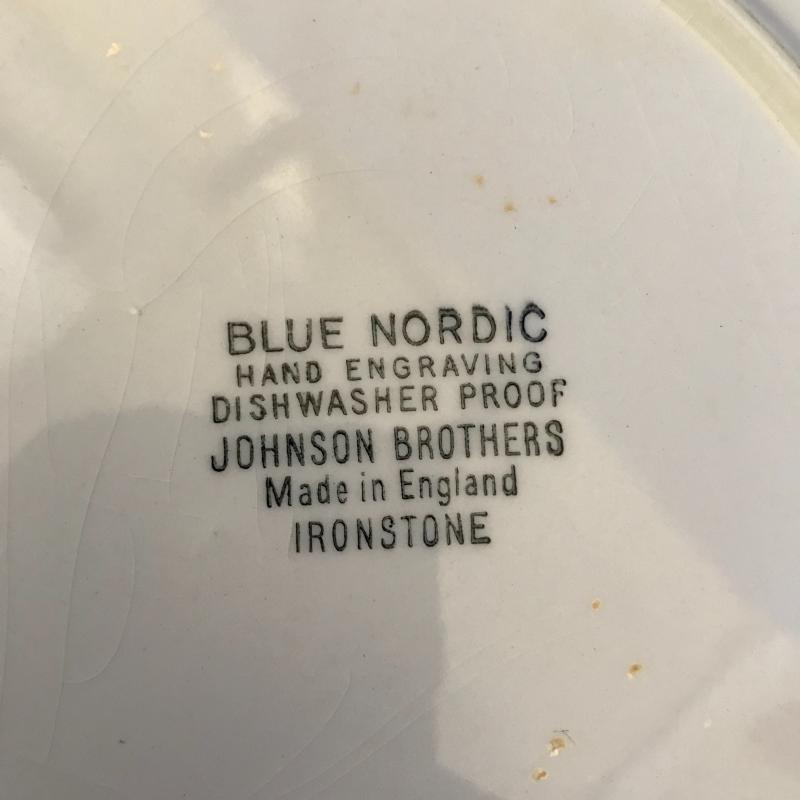 BLUE NORDIC
HAND ENGRAVING
DISHWASHER PROOF
JOHNSON BROTHERS
Made in England
IRONSTONE